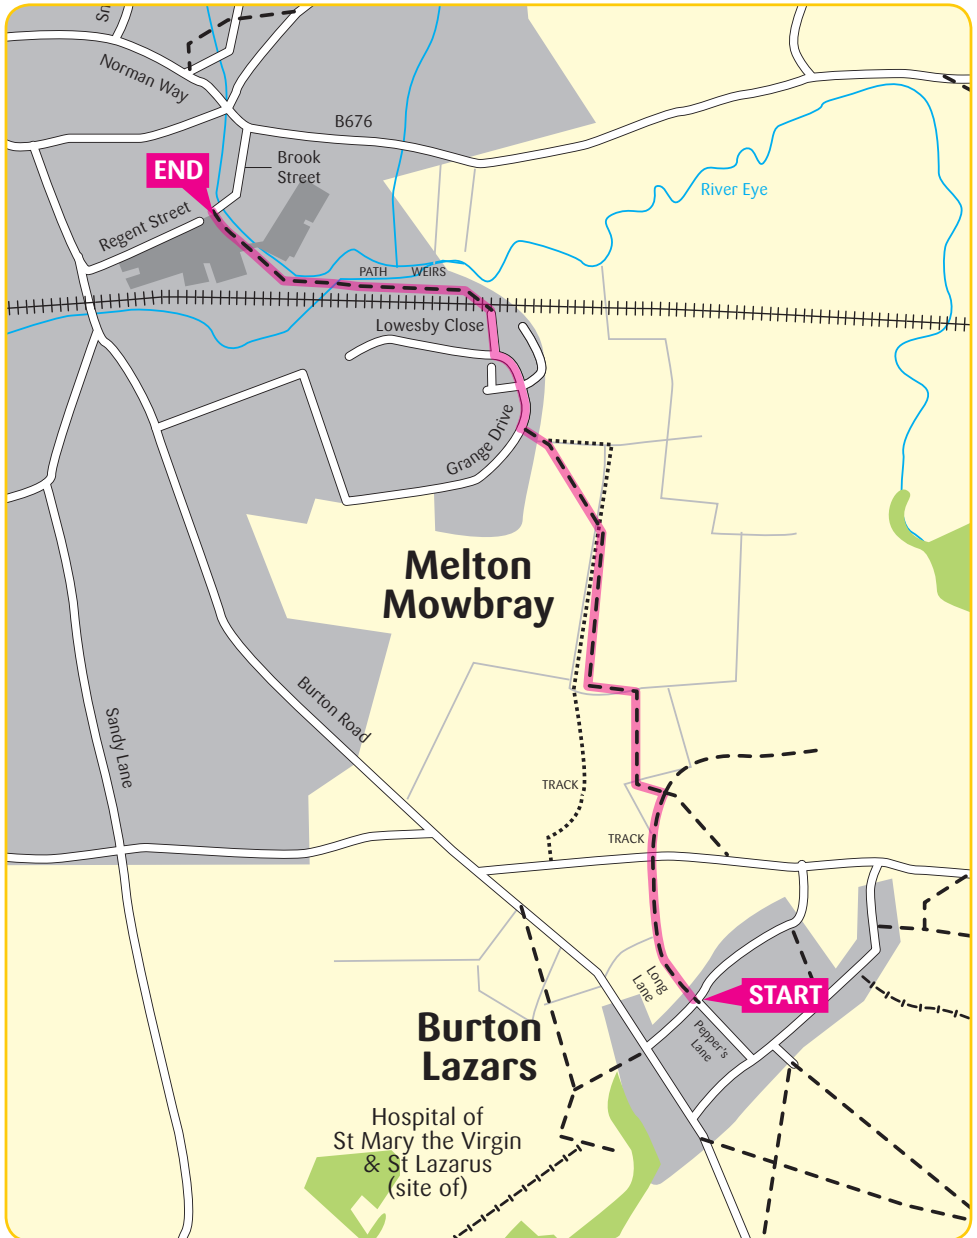 Sn
Norman Way
B676
Brook
Street
END
Regent Street
River Eye
PATH
WEIRS
Lowesby Close
Grange Drive
Melton
Mowbray
Burton Road
Sandy Lane
TRACK
TRACK
Long
Lane
START
Pepper's
Lane
Burton
Lazars
Hospital of
St Mary the Virgin
& St Lazarus
(site of)